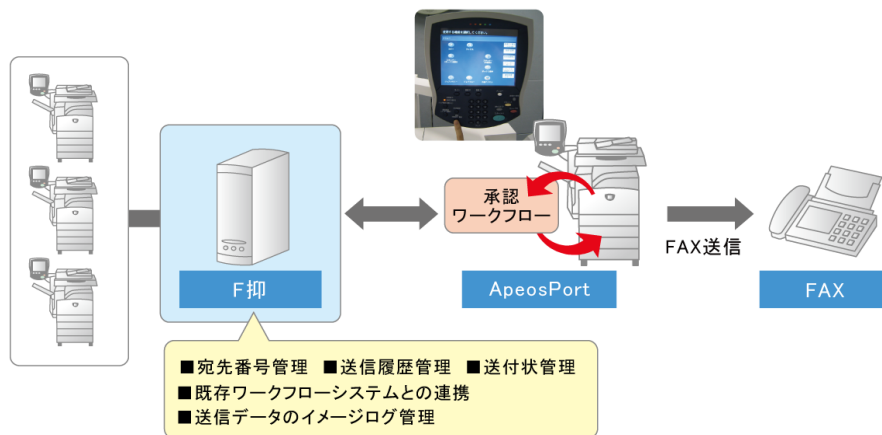 承認
ワークフロー
FAX送信
F抑
ApeosPort
FAX
■宛先番号管理 ■送信履歴管理 ■送付状管理
■既存ワークフローシステムとの連携
■送信データのイメージログ管理